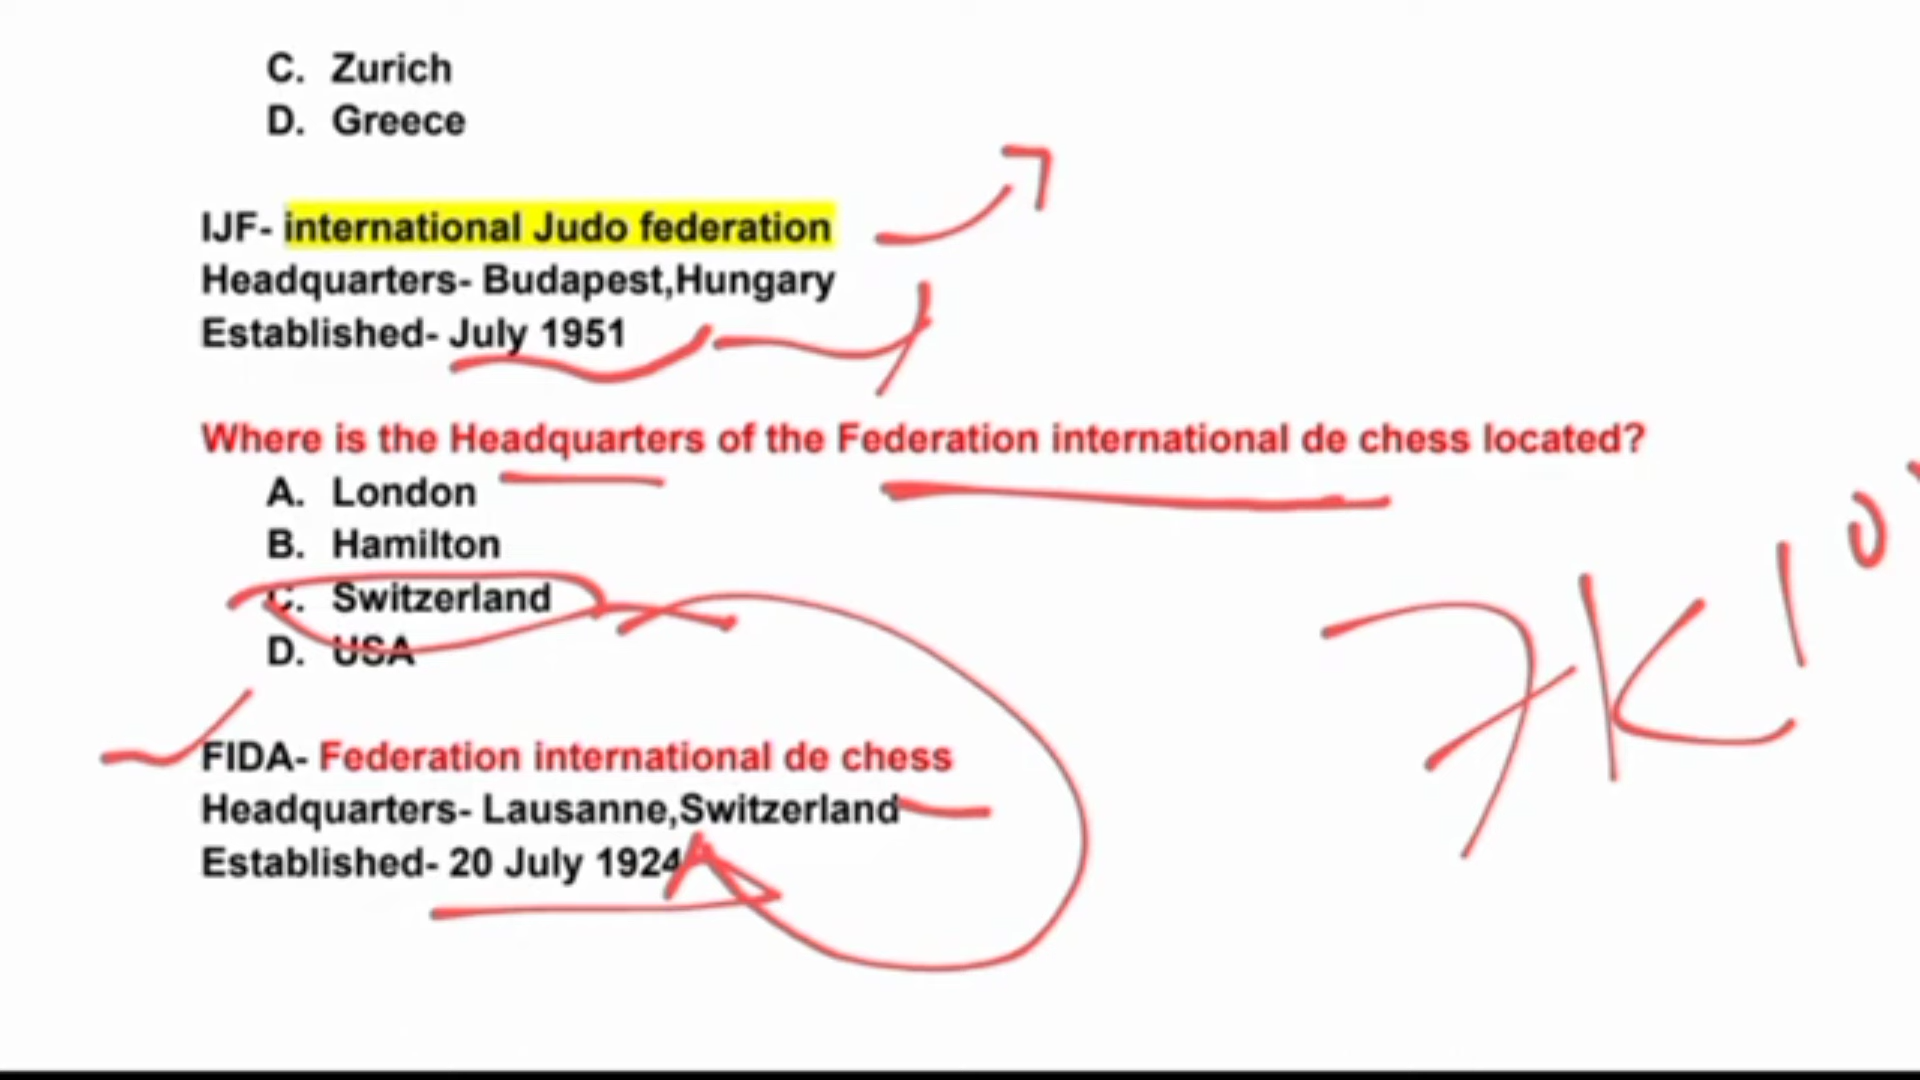 C. Zurich
D. Greece
IJF- international Judo federation
Headquarters- Budapest,Hungary
Established- July 1951
Where is the Headquarters of the Federation international de chess located?
A. London
B. Hamilton
C. Switzerland
D. USA
FIDA- Federation international de chess
Headquarters- Lausanne,Switzerland
Established- 20 July 1924